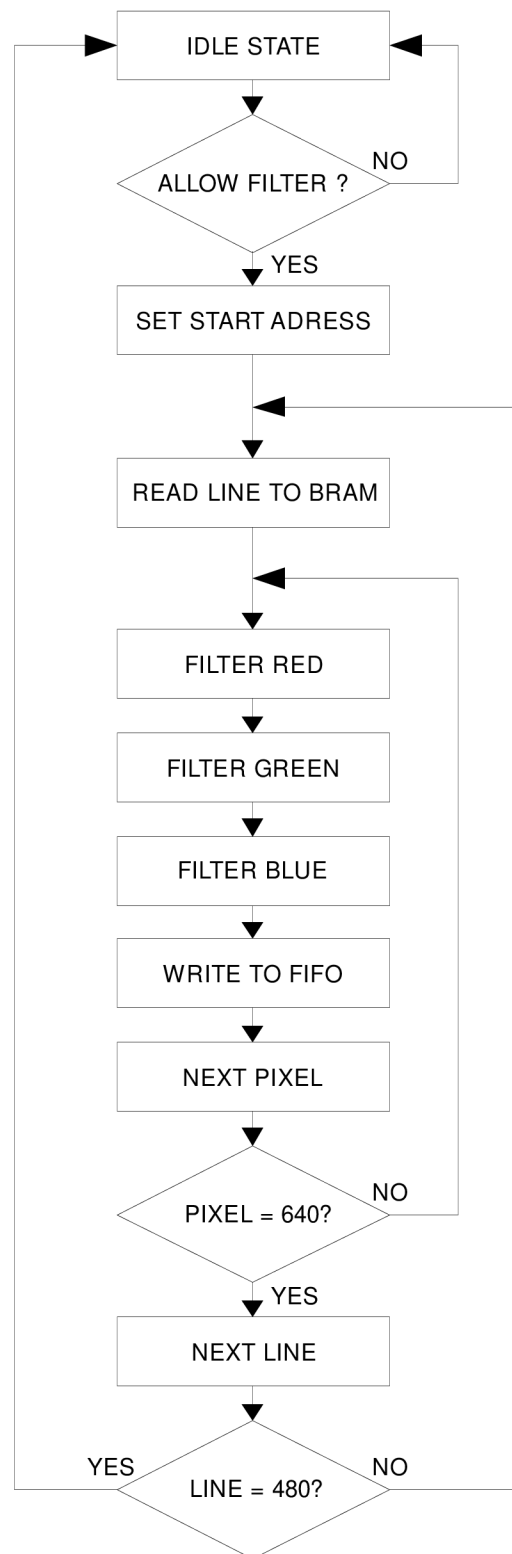 IDLE STATE
NO
ALLOW FILTER ?
YES
SET START ADRESS
READ LINE TO BRAM
FILTER RED
FILTER GREEN
FILTER BLUE
WRITE TO FIFO
NEXT PIXEL
NO
PIXEL = 640?
YES
NEXT LINE
YES
NO
LINE = 480?